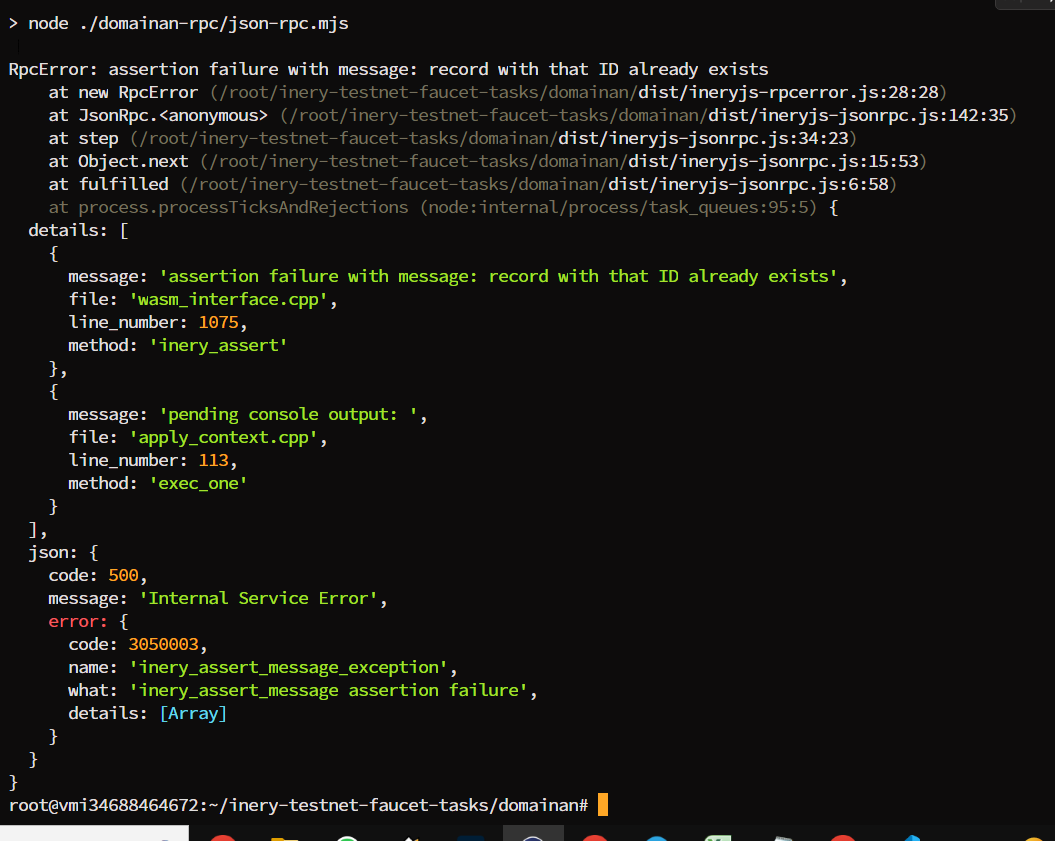 > node ./domainan-rpc/json-rpc.mjs
RpcError: assertion failure with message: record with that ID already exists
    at new RpcError (/root/inery-testnet-faucet-tasks/domainan/dist/ineryjs-rpcerror.js:28:28)
    at JsonRpc.<anonymous> (/root/inery-testnet-faucet-tasks/domainan/dist/ineryjs-jsonrpc.js:142:35)
    at step (/root/inery-testnet-faucet-tasks/domainan/dist/ineryjs-jsonrpc.js:34:23)
    at Object.next (/root/inery-testnet-faucet-tasks/domainan/dist/ineryjs-jsonrpc.js:15:53)
    at fulfilled (/root/inery-testnet-faucet-tasks/domainan/dist/ineryjs-jsonrpc.js:6:58)
    at process.processTicksAndRejections (node:internal/process/task_queues:95:5) {
  details: [
    {
      message: 'assertion failure with message: record with that ID already exists',
      file: 'wasm_interface.cpp',
      line_number: 1075,
      method: 'inery_assert'
    },
    {
      message: 'pending console output: ',
      file: 'apply_context.cpp',
      line_number: 113,
      method: 'exec_one'
    }
  ],
  json: {
    code: 500,
    message: 'Internal Service Error',
    error: {
      code: 3050003,
      name: 'inery_assert_message_exception',
      what: 'inery_assert_message assertion failure',
      details: [Array]
    }
  }
}
root@vmi34688464672:~/inery-testnet-faucet-tasks/domainan#